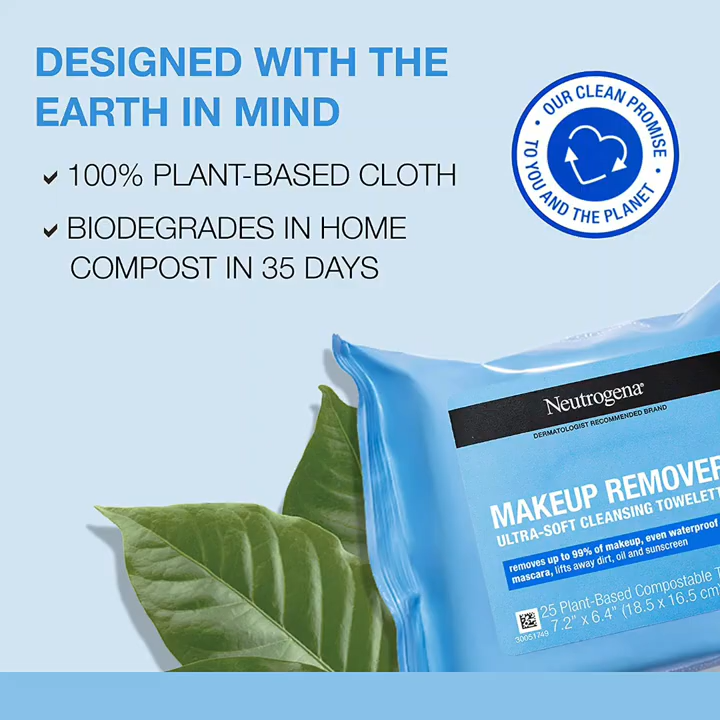 DESIGNED WITH THE
EARTH IN MIND
100% PLANT-BASED CLOTH
BIODEGRADES IN HOME
COMPOST IN 35 DAYS
• OUR CLEAN PROMISE •
TO YOU AND THE PLANET
Neutrogena®
DERMATOLOGIST RECOMMENDED BRAND
MAKEUP REMOVER
ULTRA-SOFT CLEANSING TOWELETT
removes up to 99% of makeup, even waterproof
mascara, lifts away dirt, oil and sunscreen
25 Plant-Based Compostable T
7.2" x 6.4" (18.5 x 16.5 cm)
30051749